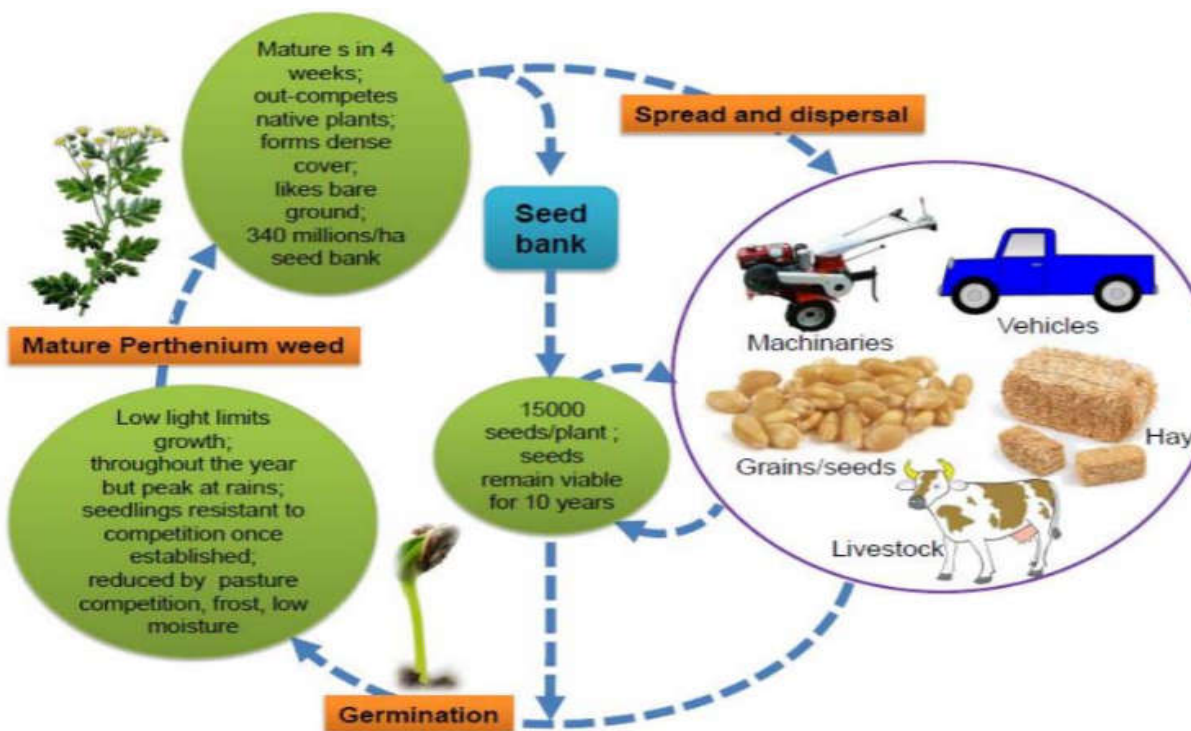 Mature s in 4
weeks;
out-competes
native plants;
forms dense
cover;
likes bare
ground;
340 millions/ha
seed bank
Spread and dispersal
Seed
bank
Machinaries
Vehicles
Grains/seeds
Hay
Livestock
Mature Perthenium weed
15000
seeds/plant ;
seeds
remain viable
for 10 years
Low light limits
growth;
throughout the year
but peak at rains;
seedlings resistant to
competition once
established;
reduced by pasture
competition, frost, low
moisture
Germination